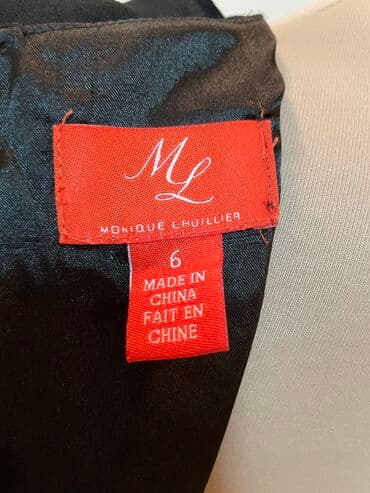 ML
MONIQUE LHUILLIER
6
MADE IN
CHINA
FAIT EN
CHINE